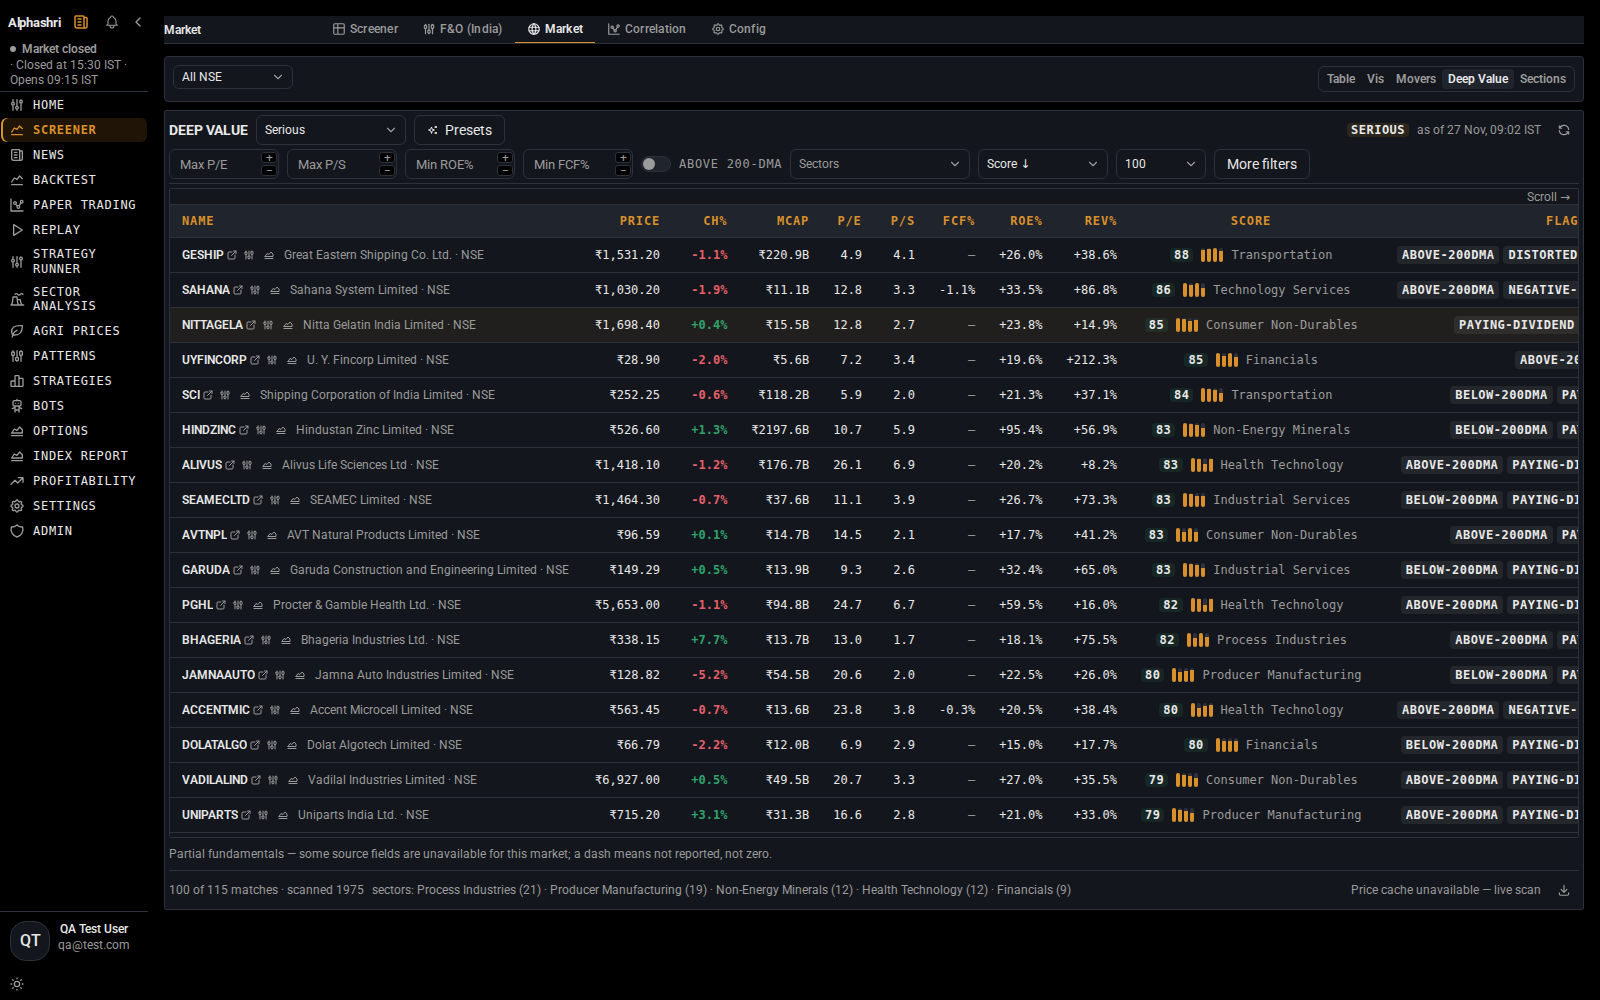 Alphashri
Market closed
· Closed at 15:30 IST ·
Opens 09:15 IST
HOME
SCREENER
NEWS
BACKTEST
PAPER TRADING
REPLAY
STRATEGY
RUNNER
SECTOR
ANALYSIS
AGRI PRICES
PATTERNS
STRATEGIES
BOTS
OPTIONS
INDEX REPORT
PROFITABILITY
SETTINGS
ADMIN
QT
QA Test User
qa@test.com
Market Screener F&O (India) Market Correlation Config
All NSE Table Vis Movers Deep Value Sections
DEEP VALUE Serious Presets SERIOUS as of 27 Nov, 09:02 IST
Max P/E Max P/S Min ROE% Min FCF% ABOVE 200-DMA Sectors Score ↓ 100 More filters
Scroll →
NAME PRICE CH% MCAP P/E P/S FCF% ROE% REV% SCORE FLAG
GESHIP Great Eastern Shipping Co. Ltd. · NSE ₹1,531.20 -1.1% ₹220.9B 4.9 4.1 — +26.0% +38.6% 88 Transportation ABOVE-200DMA DISTORTED
SAHANA Sahana System Limited · NSE ₹1,030.20 -1.9% ₹11.1B 12.8 3.3 -1.1% +33.5% +86.8% 86 Technology Services ABOVE-200DMA NEGATIVE-
NITTAGELA Nitta Gelatin India Limited · NSE ₹1,698.40 +0.4% ₹15.5B 12.8 2.7 — +23.8% +14.9% 85 Consumer Non-Durables PAYING-DIVIDEND
UYFINCORP U. Y. Fincorp Limited · NSE ₹28.90 -2.0% ₹5.6B 7.2 3.4 — +19.6% +212.3% 85 Financials ABOVE-20
SCI Shipping Corporation of India Limited · NSE ₹252.25 -0.6% ₹118.2B 5.9 2.0 — +21.3% +37.1% 84 Transportation BELOW-200DMA PA
HINDZINC Hindustan Zinc Limited · NSE ₹526.60 +1.3% ₹2197.6B 10.7 5.9 — +95.4% +56.9% 83 Non-Energy Minerals BELOW-200DMA PAY
ALIVUS Alivus Life Sciences Ltd · NSE ₹1,418.10 -1.2% ₹176.7B 26.1 6.9 — +20.2% +8.2% 83 Health Technology ABOVE-200DMA PAYING-DI
SEAMECLTD SEAMEC Limited · NSE ₹1,464.30 -0.7% ₹37.6B 11.1 3.9 — +26.7% +73.3% 83 Industrial Services BELOW-200DMA PAYING-DI
AVTNPL AVT Natural Products Limited · NSE ₹96.59 +0.1% ₹14.7B 14.5 2.1 — +17.7% +41.2% 83 Consumer Non-Durables ABOVE-200DMA PA
GARUDA Garuda Construction and Engineering Limited · NSE ₹149.29 +0.5% ₹13.9B 9.3 2.6 — +32.4% +65.0% 83 Industrial Services BELOW-200DMA PAYING-DI
PGHL Procter & Gamble Health Ltd. · NSE ₹5,653.00 -1.1% ₹94.8B 24.7 6.7 — +59.5% +16.0% 82 Health Technology ABOVE-200DMA PAYING-DI
BHAGERIA Bhageria Industries Ltd. · NSE ₹338.15 +7.7% ₹13.7B 13.0 1.7 — +18.1% +75.5% 82 Process Industries ABOVE-200DMA PA
JAMNAAUTO Jamna Auto Industries Limited · NSE ₹128.82 -5.2% ₹54.5B 20.6 2.0 — +22.5% +26.0% 80 Producer Manufacturing BELOW-200DMA PA
ACCENTMIC Accent Microcell Limited · NSE ₹563.45 -0.7% ₹13.6B 23.8 3.8 -0.3% +20.5% +38.4% 80 Health Technology ABOVE-200DMA NEGATIVE-
DOLATALGO Dolat Algotech Limited · NSE ₹66.79 -2.2% ₹12.0B 6.9 2.9 — +15.0% +17.7% 80 Financials BELOW-200DMA PAYING-DI
VADILALIND Vadilal Industries Limited · NSE ₹6,927.00 +0.5% ₹49.5B 20.7 3.3 — +27.0% +35.5% 79 Consumer Non-Durables ABOVE-200DMA PAYING-DI
UNIPARTS Uniparts India Ltd. · NSE ₹715.20 +3.1% ₹31.3B 16.6 2.8 — +21.0% +33.0% 79 Producer Manufacturing ABOVE-200DMA PAYING-DI
Partial fundamentals — some source fields are unavailable for this market; a dash means not reported, not zero.
100 of 115 matches · scanned 1975 sectors: Process Industries (21) · Producer Manufacturing (19) · Non-Energy Minerals (12) · Health Technology (12) · Financials (9) Price cache unavailable — live scan